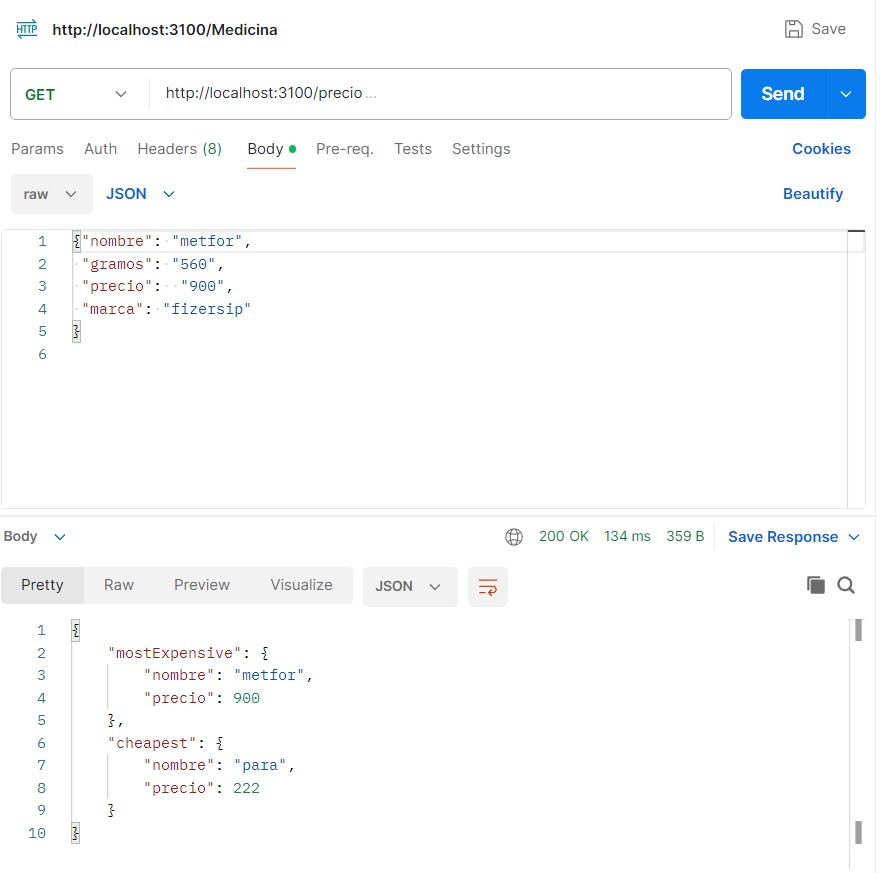 HTTP http://localhost:3100/Medicina Save
GET http://localhost:3100/precio ... Send
Params Auth Headers (8) Body Pre-req. Tests Settings Cookies
raw JSON Beautify
1 {"nombre": "metfor",
2 "gramos": "560",
3 "precio": "900",
4 "marca": "fizersip"
5 }
6
Body 200 OK 134 ms 359 B Save Response
Pretty Raw Preview Visualize JSON
1 {
2 "mostExpensive": {
3 "nombre": "metfor",
4 "precio": 900
5 },
6 "cheapest": {
7 "nombre": "para",
8 "precio": 222
9 }
10 }